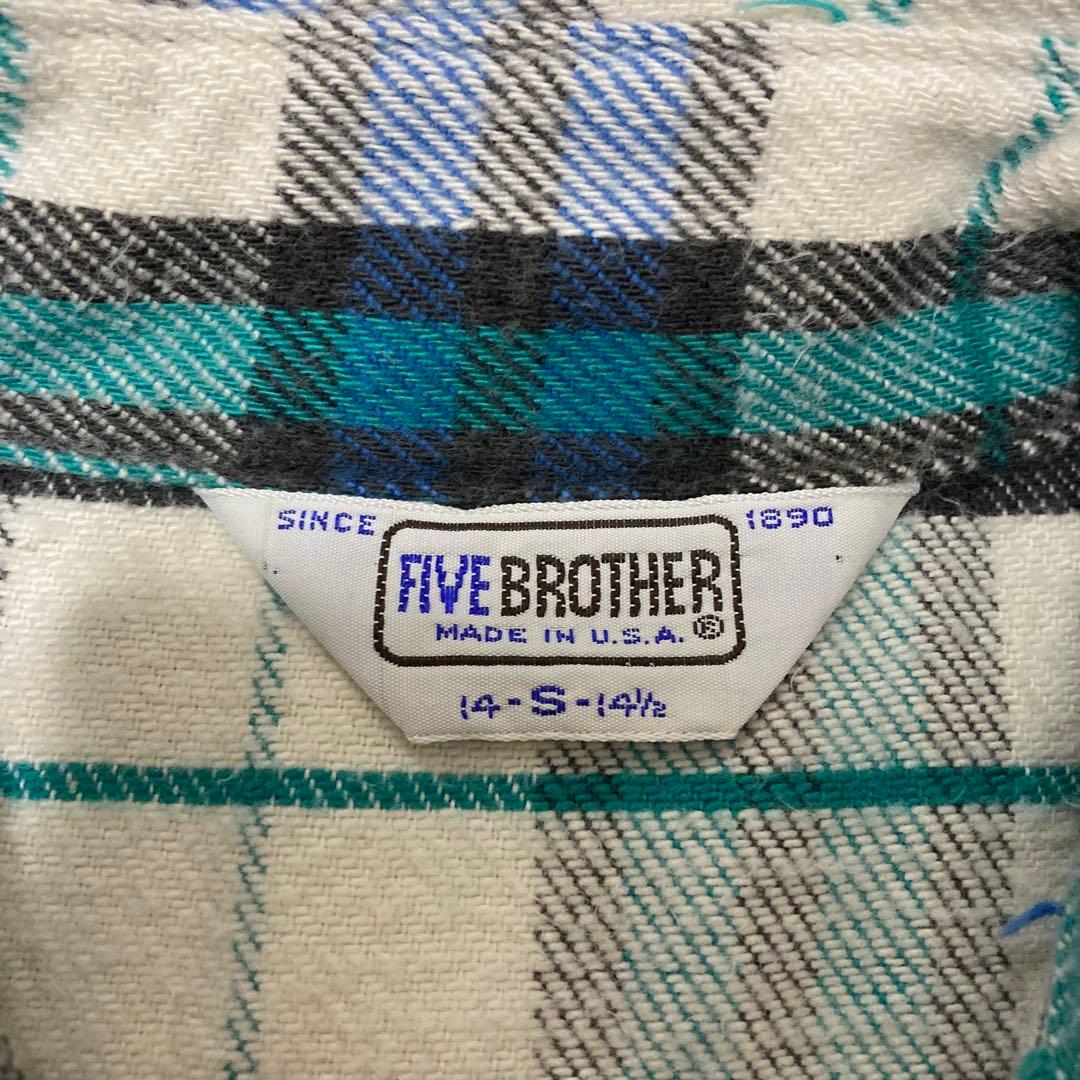 SINCE 1890
FIVE BROTHER
MADE IN U.S.A. ®
14-S-14½